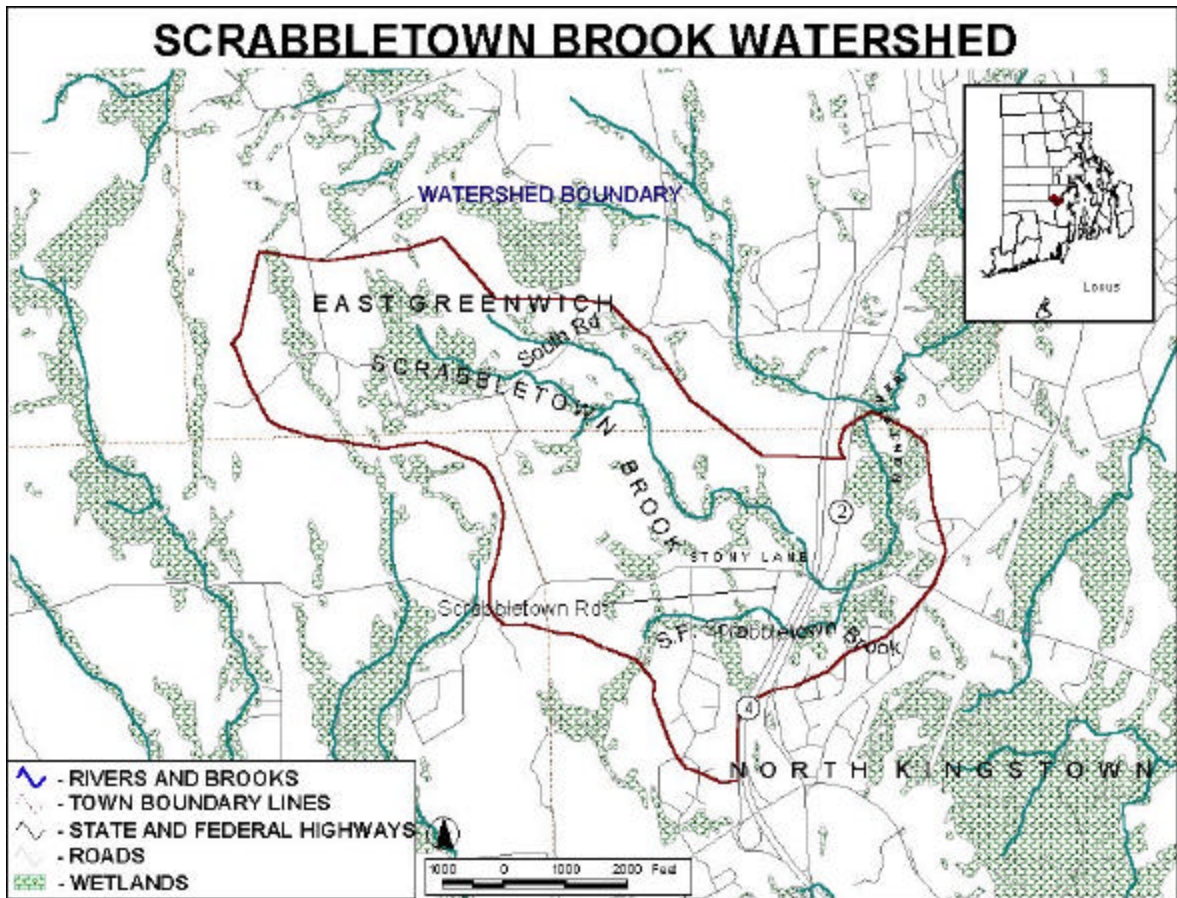 SCRABBLETOWN BROOK WATERSHED
WATERSHED BOUNDARY
Locus
EAST GREENWICH
South Rd
SCRABBLETOWN BROOK
HUNT RIVER
2
STONY LANE
Scrabbletown Rd
S.F. Scrabbletown Brook
4
NORTH KINGSTOWN
- RIVERS AND BROOKS
- TOWN BOUNDARY LINES
- STATE AND FEDERAL HIGHWAYS
- ROADS
- WETLANDS
1000 0 1000 2000 Feet